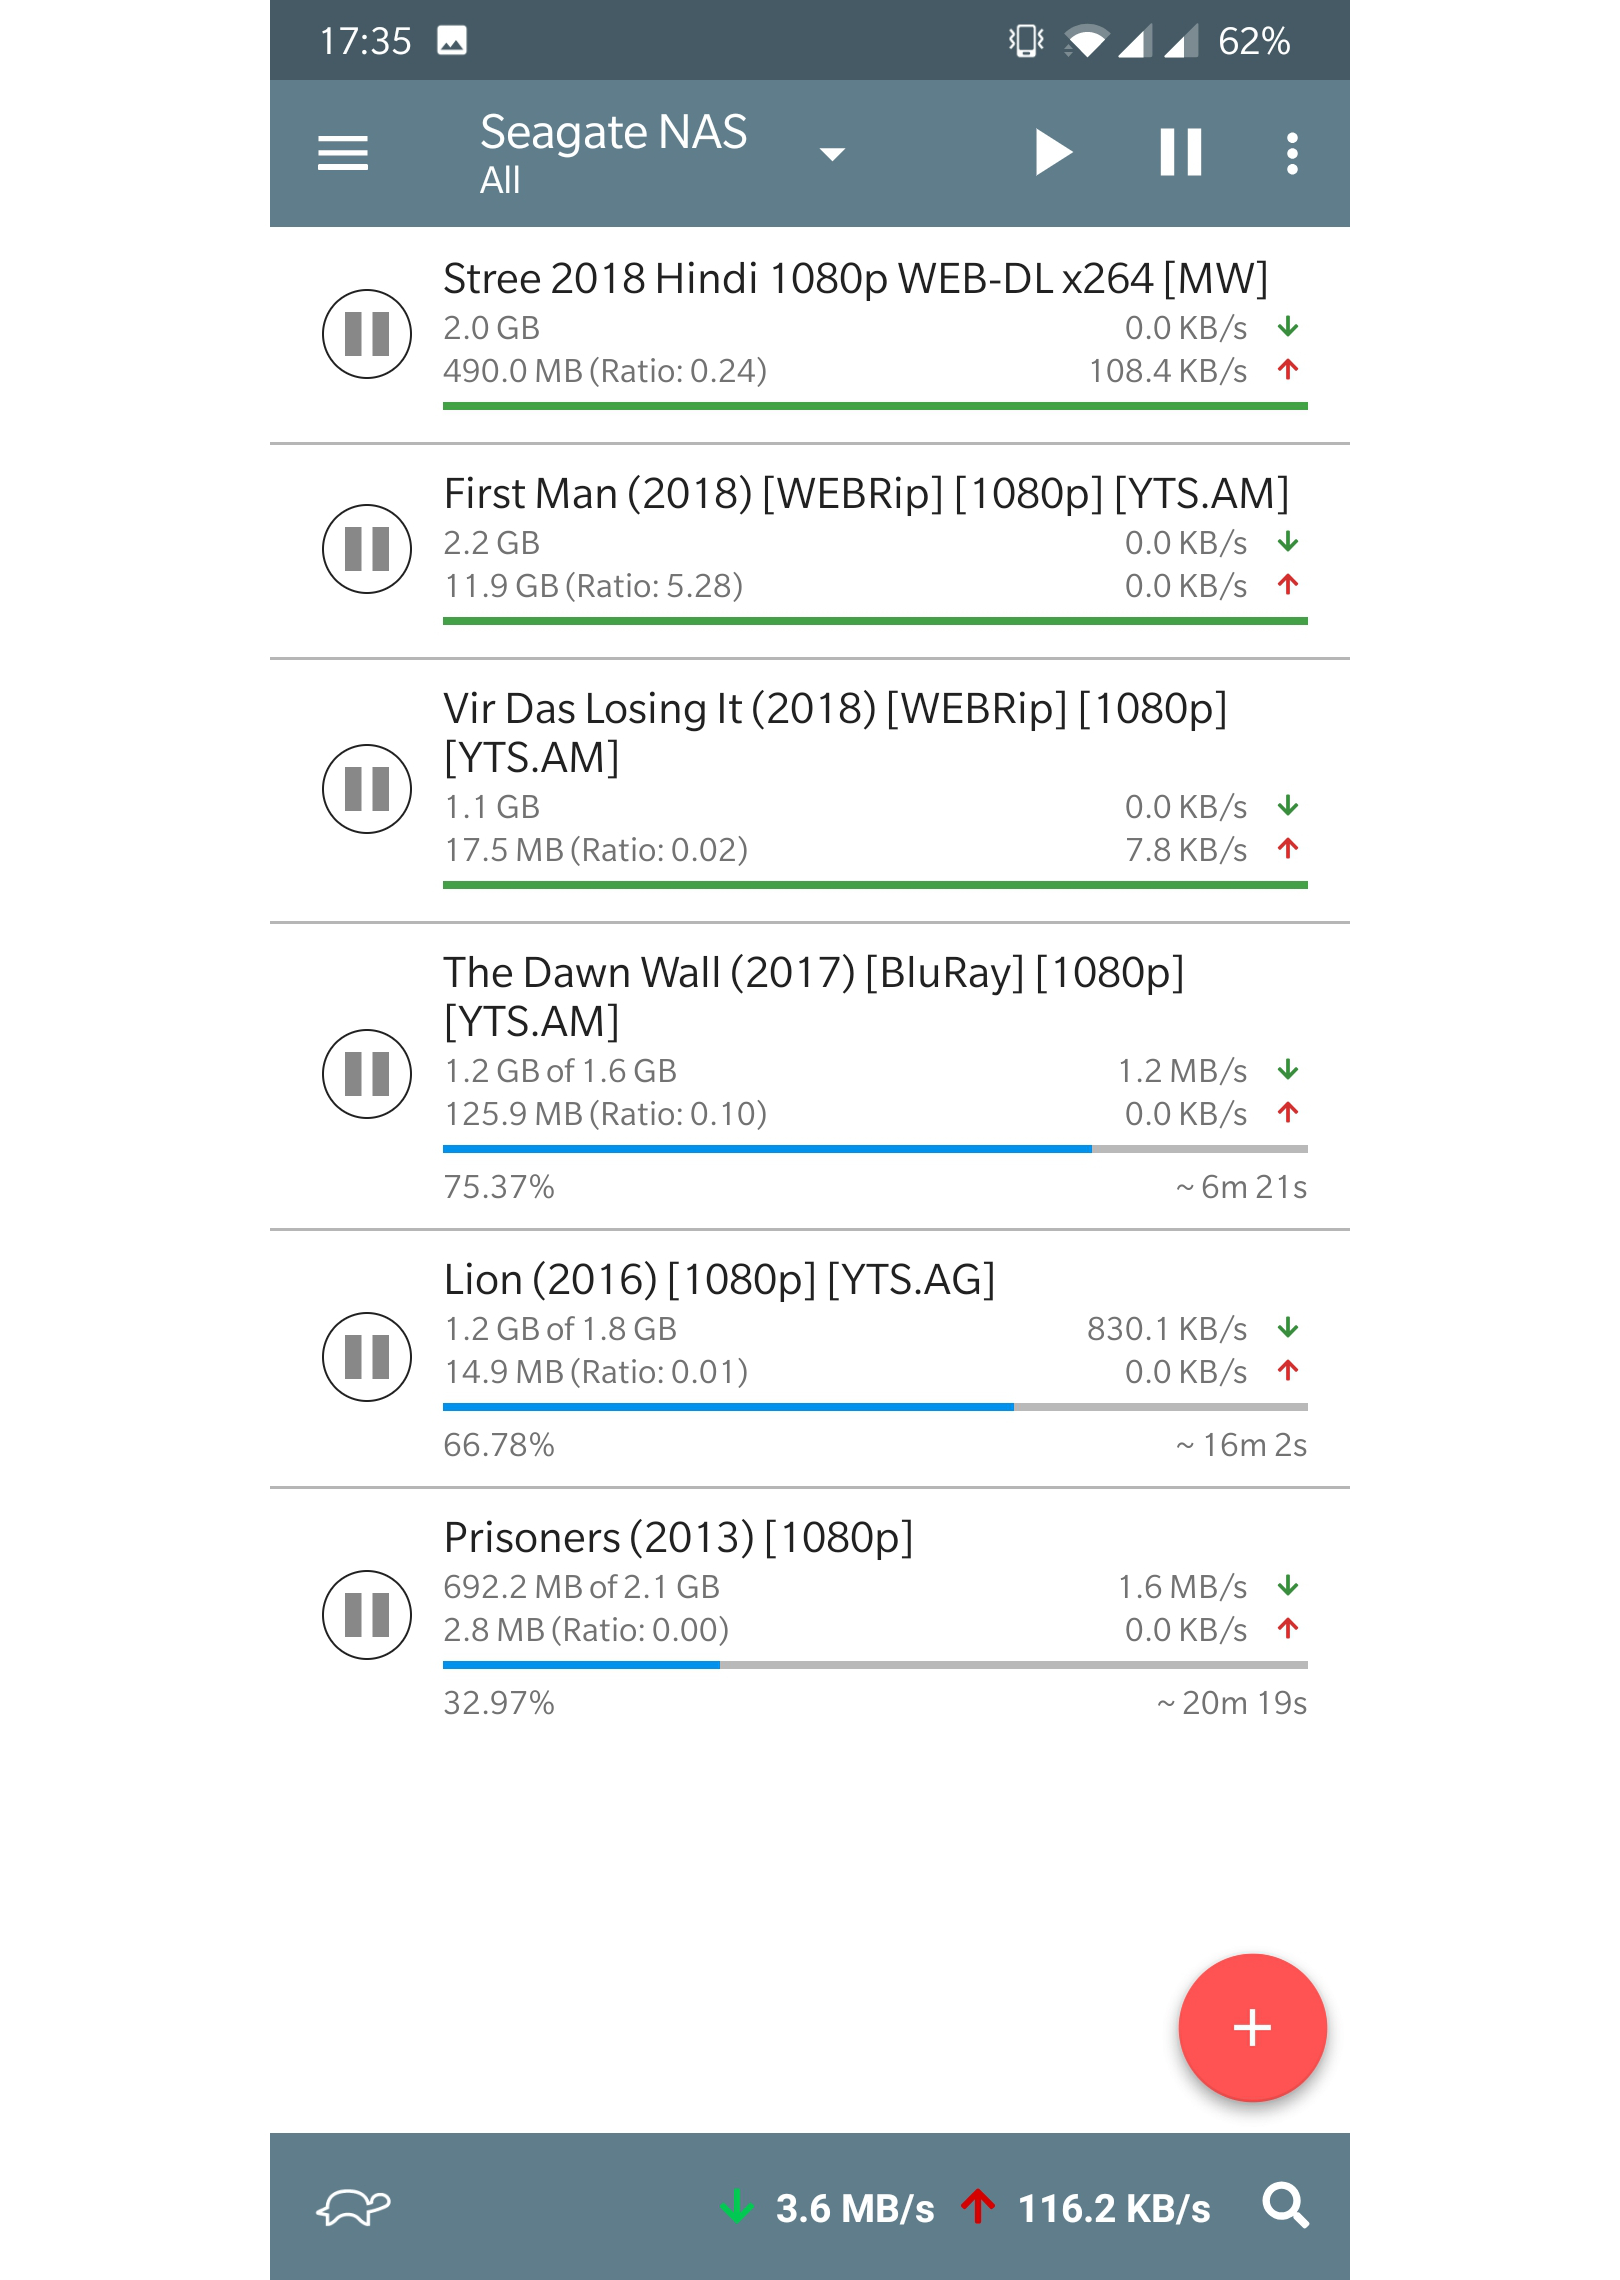 17:35 62%
Seagate NAS
All
Stree 2018 Hindi 1080p WEB-DL x264 [MW]
2.0 GB 0.0 KB/s
490.0 MB (Ratio: 0.24) 108.4 KB/s
First Man (2018) [WEBRip] [1080p] [YTS.AM]
2.2 GB 0.0 KB/s
11.9 GB (Ratio: 5.28) 0.0 KB/s
Vir Das Losing It (2018) [WEBRip] [1080p]
[YTS.AM]
1.1 GB 0.0 KB/s
17.5 MB (Ratio: 0.02) 7.8 KB/s
The Dawn Wall (2017) [BluRay] [1080p]
[YTS.AM]
1.2 GB of 1.6 GB 1.2 MB/s
125.9 MB (Ratio: 0.10) 0.0 KB/s
75.37% ~ 6m 21s
Lion (2016) [1080p] [YTS.AG]
1.2 GB of 1.8 GB 830.1 KB/s
14.9 MB (Ratio: 0.01) 0.0 KB/s
66.78% ~ 16m 2s
Prisoners (2013) [1080p]
692.2 MB of 2.1 GB 1.6 MB/s
2.8 MB (Ratio: 0.00) 0.0 KB/s
32.97% ~ 20m 19s
3.6 MB/s 116.2 KB/s